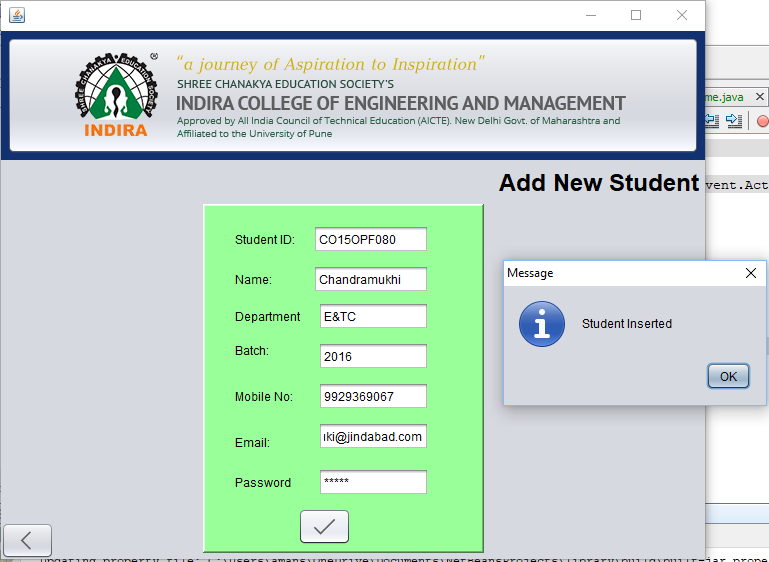 "a journey of Aspiration to Inspiration"
SHREE CHANAKYA EDUCATION SOCIETY'S
INDIRA COLLEGE OF ENGINEERING AND MANAGEMENT
Approved by All India Council of Technical Education (AICTE). New Delhi Govt. of Maharashtra and
Affiliated to the University of Pune
SHREE CHANAKYA EDUCATION SOCIETY
®
INDIRA
me.java
Add New Student
vent.Act
Student ID: CO15OPF080
Name: Chandramukhi
Department E&TC
Batch: 2016
Mobile No: 9929369067
Email: ki@jindabad.com
Password *****
Message
Student Inserted
OK